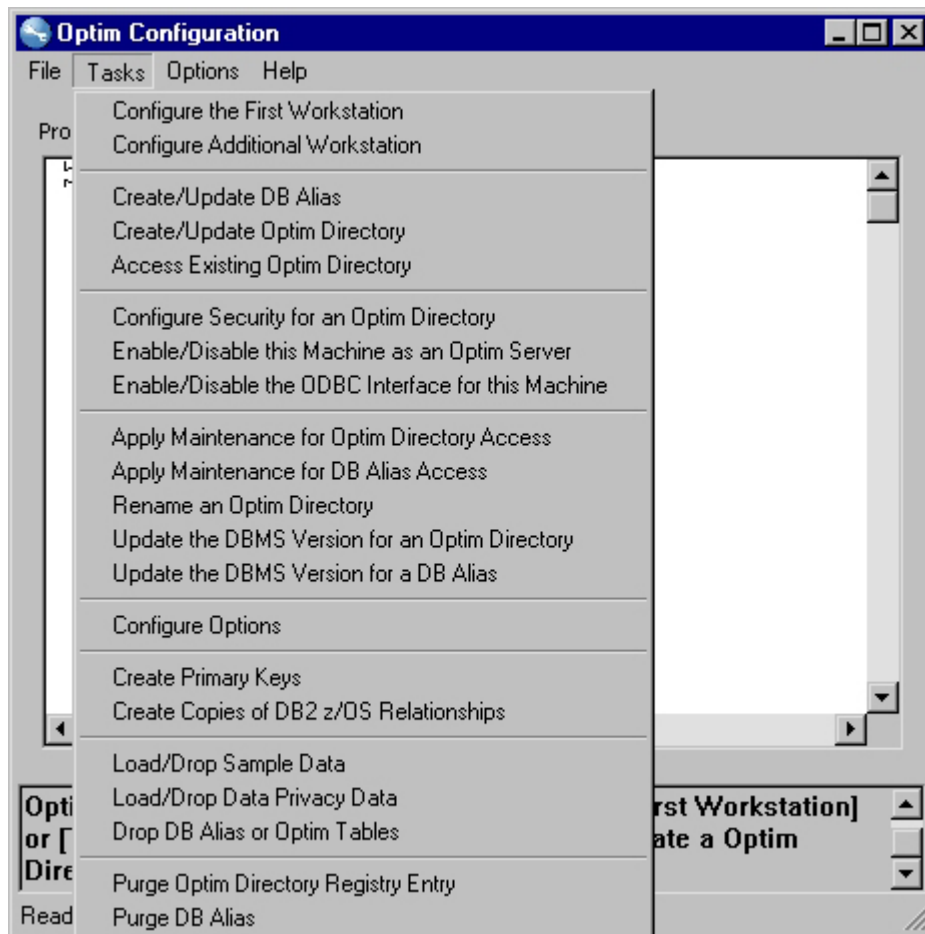 Optim Configuration
File Tasks Options Help
Configure the First Workstation
Pro
Configure Additional Workstation
Create/Update DB Alias
Create/Update Optim Directory
Access Existing Optim Directory
Configure Security for an Optim Directory
Enable/Disable this Machine as an Optim Server
Enable/Disable the ODBC Interface for this Machine
Apply Maintenance for Optim Directory Access
Apply Maintenance for DB Alias Access
Rename an Optim Directory
Update the DBMS Version for an Optim Directory
Update the DBMS Version for a DB Alias
Configure Options
Create Primary Keys
Create Copies of DB2 z/OS Relationships
Load/Drop Sample Data
Load/Drop Data Privacy Data
Drop DB Alias or Optim Tables
Purge Optim Directory Registry Entry
Purge DB Alias
Opti rst Workstation]
or [ ate a Optim
Dire
Read